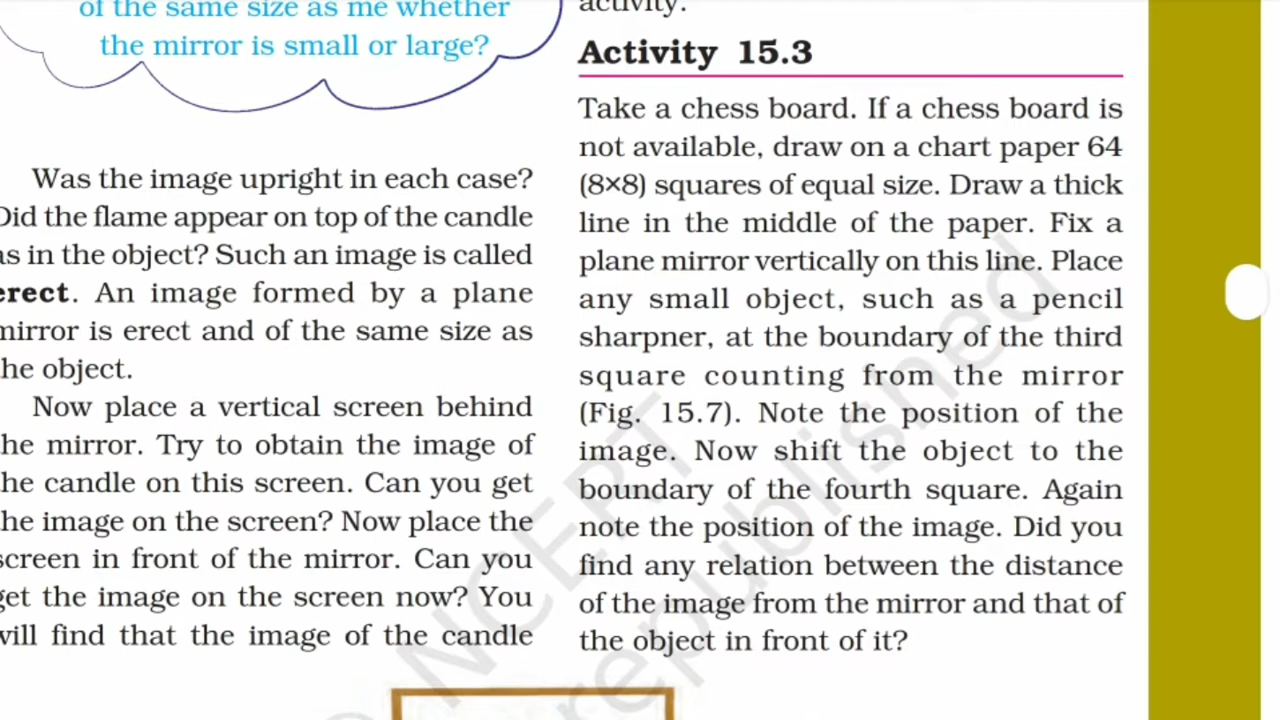 of the same size as me whether
the mirror is small or large?
Was the image upright in each case?
Did the flame appear on top of the candle
as in the object? Such an image is called
erect. An image formed by a plane
mirror is erect and of the same size as
the object.
Now place a vertical screen behind
the mirror. Try to obtain the image of
the candle on this screen. Can you get
the image on the screen? Now place the
screen in front of the mirror. Can you
get the image on the screen now? You
will find that the image of the candle
activity.
Activity 15.3
Take a chess board. If a chess board is
not available, draw on a chart paper 64
(8×8) squares of equal size. Draw a thick
line in the middle of the paper. Fix a
plane mirror vertically on this line. Place
any small object, such as a pencil
sharpner, at the boundary of the third
square counting from the mirror
(Fig. 15.7). Note the position of the
image. Now shift the object to the
boundary of the fourth square. Again
note the position of the image. Did you
find any relation between the distance
of the image from the mirror and that of
the object in front of it?
© NCERT
republished